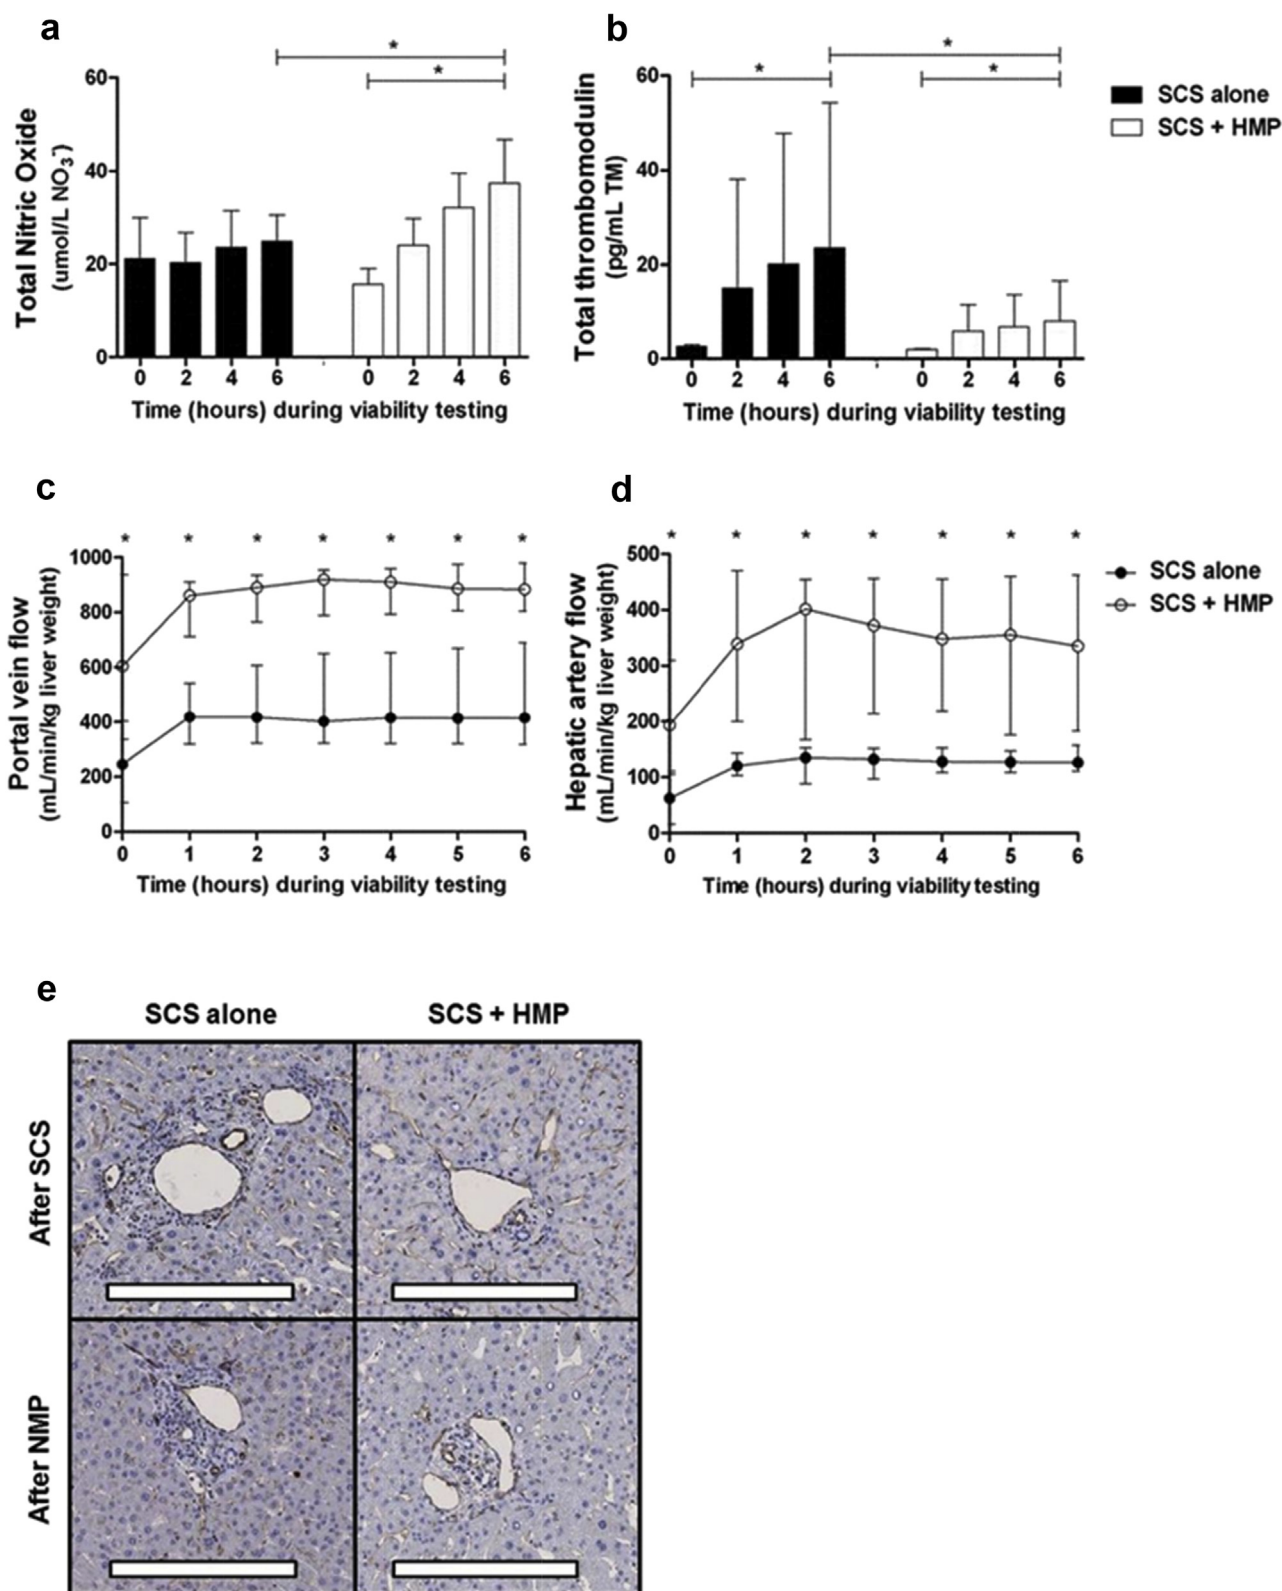 a
b
*
*
*
*
*
60
40
20
0
Total Nitric Oxide
(umol/L NO3-)
0 2 4 6 0 2 4 6
Time (hours) during viability testing
60
40
20
0
Total thrombomodulin
(pg/mL TM)
0 2 4 6 0 2 4 6
Time (hours) during viability testing
SCS alone
SCS + HMP
c
d
* * * * * * *
1000
800
600
400
200
0
Portal vein flow
(mL/min/kg liver weight)
0 1 2 3 4 5 6
Time (hours) during viability testing
* * * * * * *
500
400
300
200
100
0
Hepatic artery flow
(mL/min/kg liver weight)
0 1 2 3 4 5 6
Time (hours) during viability testing
SCS alone
SCS + HMP
e
SCS alone
SCS + HMP
After SCS
After NMP